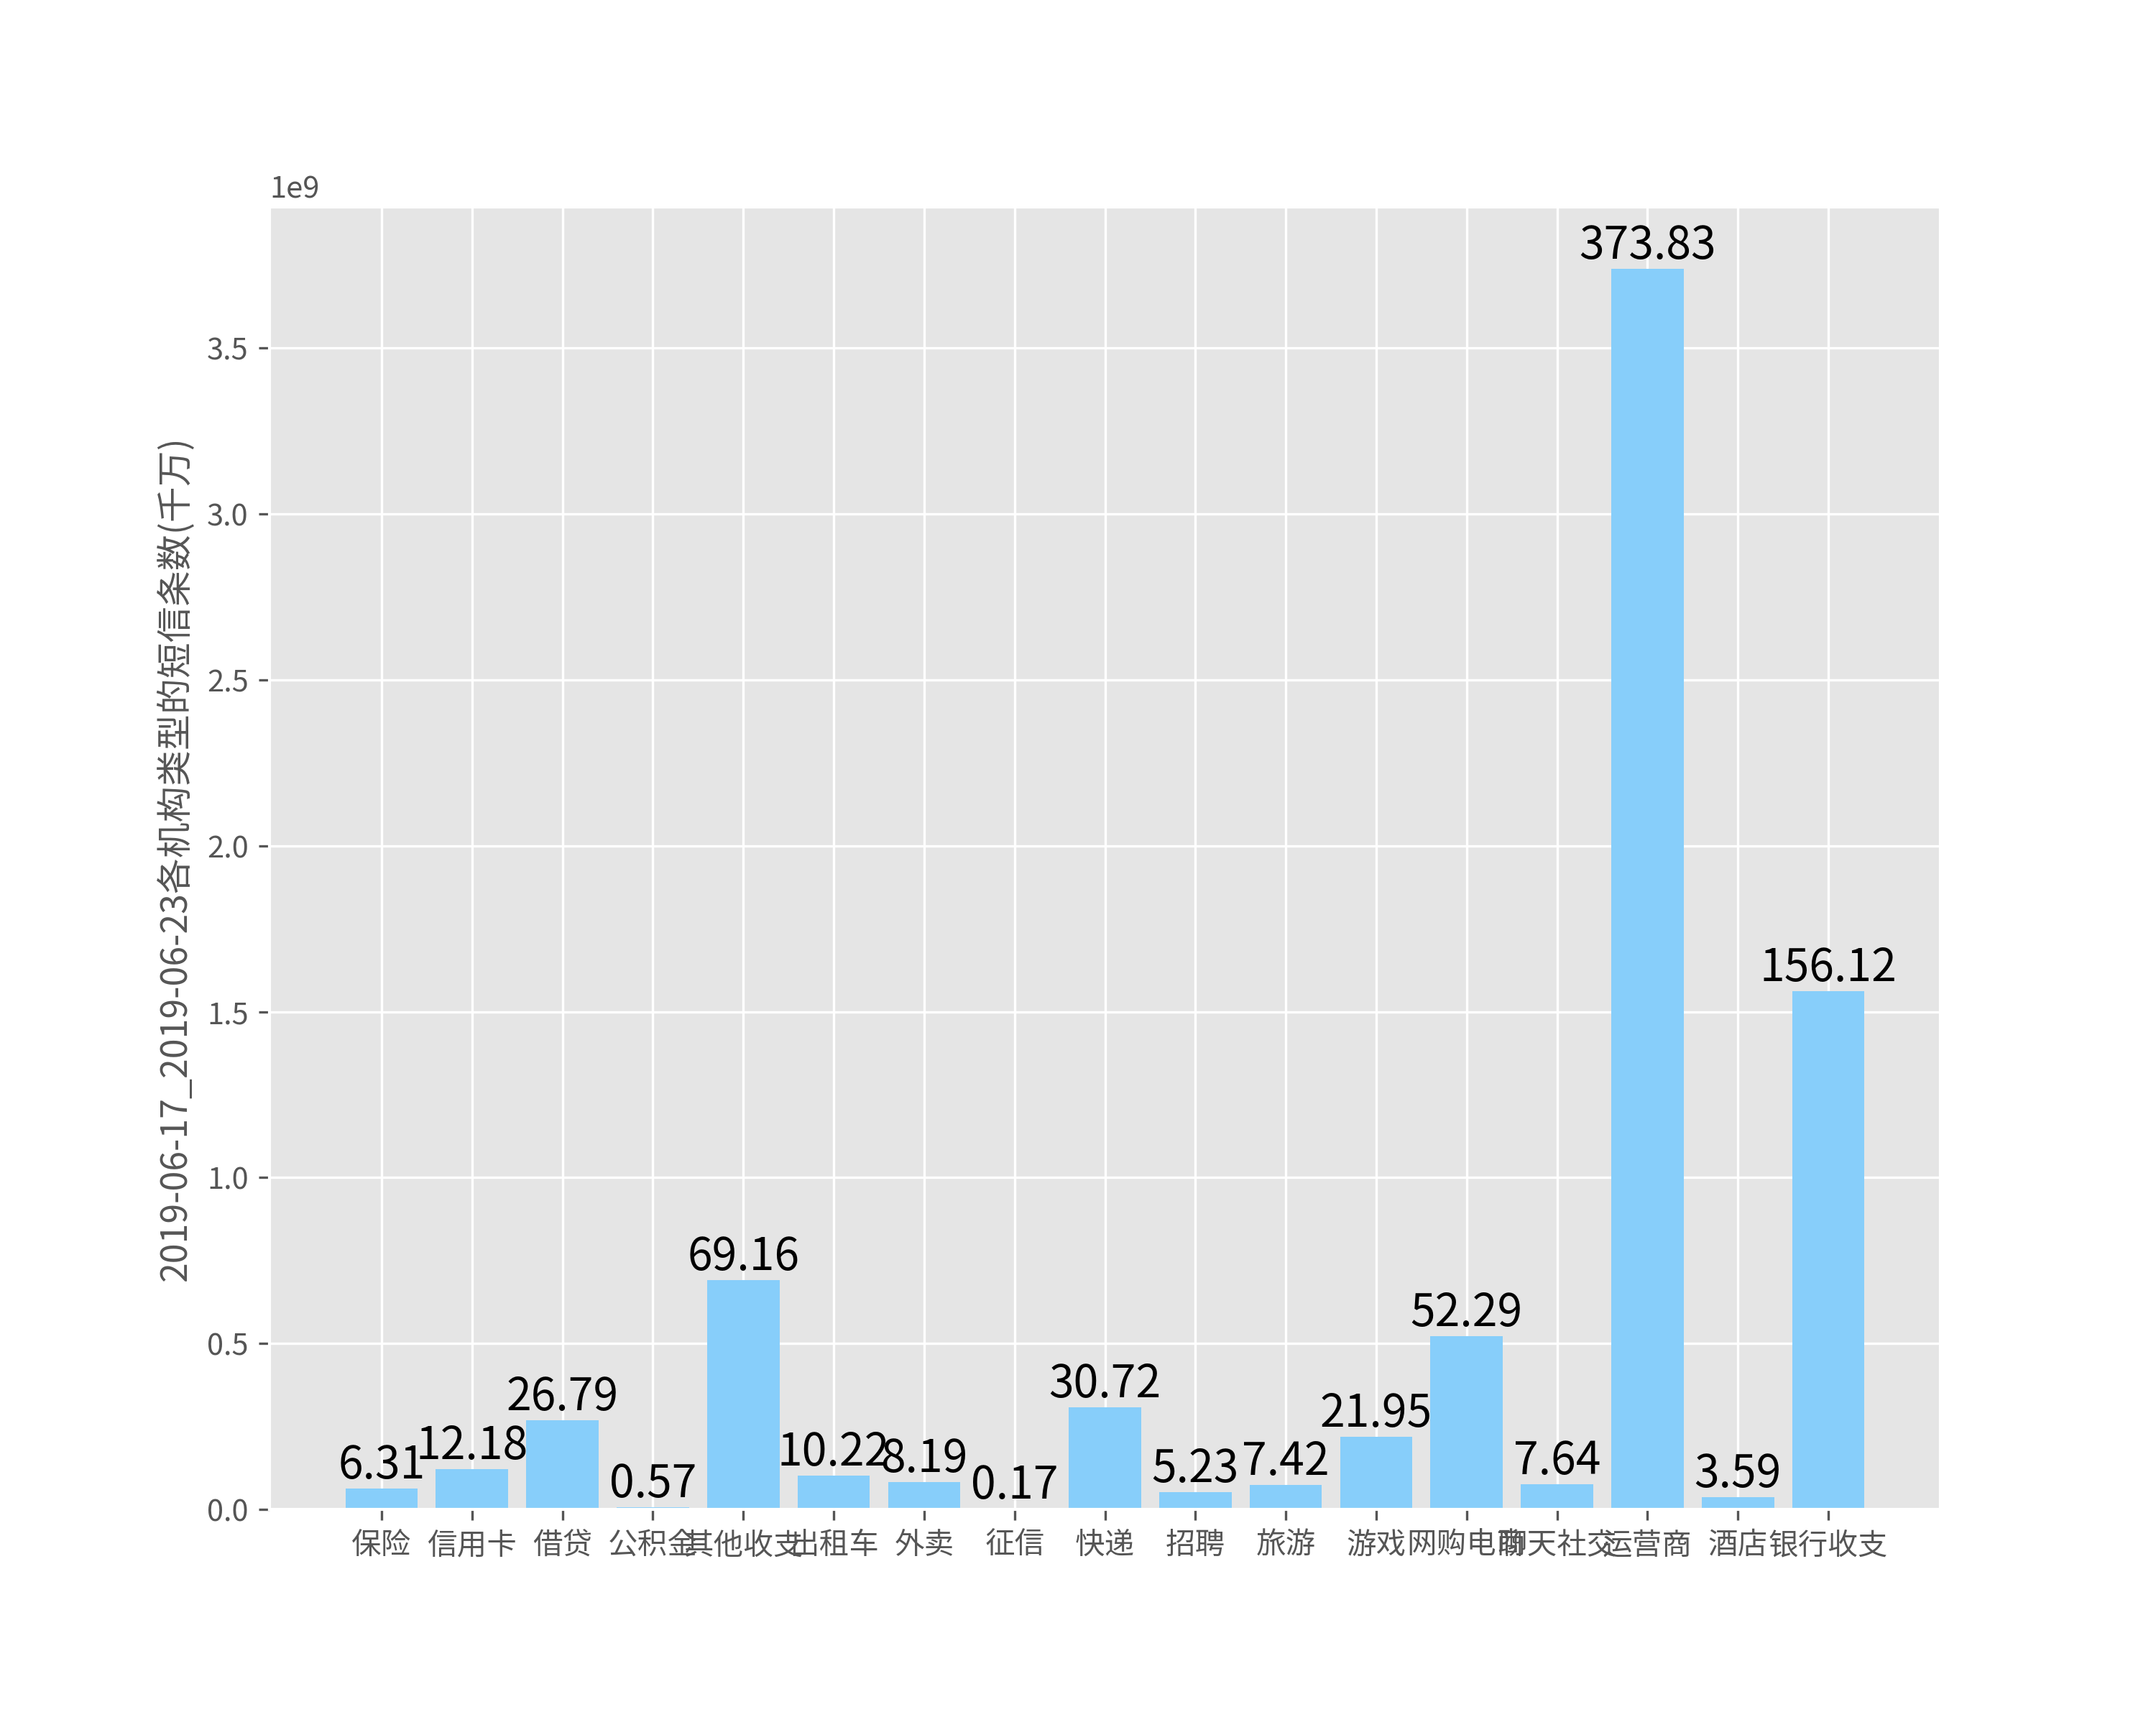 1e9
2019-06-17_2019-06-23各机构类型的短信条数(千万)
3.5
3.0
2.5
2.0
1.5
1.0
0.5
0.0
6.31
12.18
26.79
0.57
69.16
10.22
8.19
0.17
30.72
5.23
7.42
21.95
52.29
7.64
373.83
3.59
156.12
保险
信用卡
借贷
公积金
其他收支
出租车
外卖
征信
快递
招聘
旅游
游戏
网购电商
聊天社交
运营商
酒店
银行收支